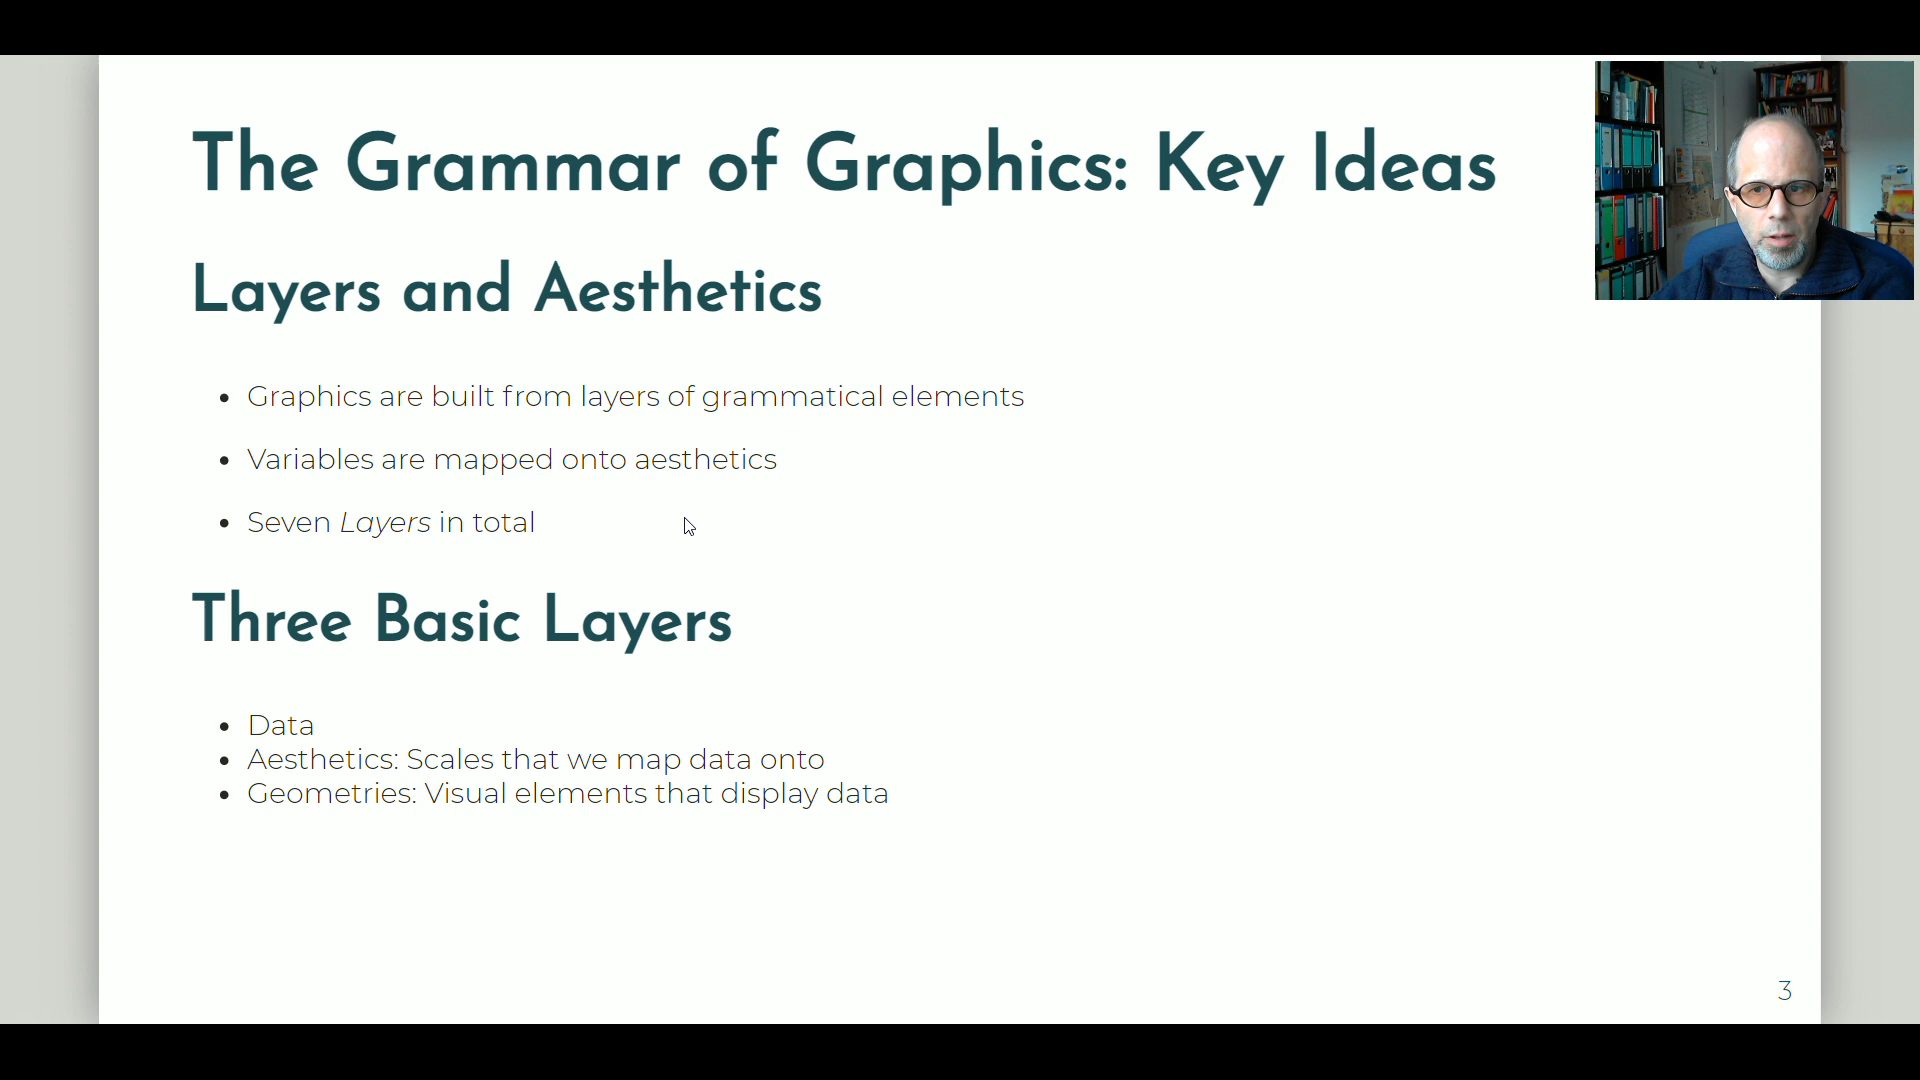 The Grammar of Graphics: Key Ideas
Layers and Aesthetics
Graphics are built from layers of grammatical elements
Variables are mapped onto aesthetics
Seven Layers in total
Three Basic Layers
Data
Aesthetics: Scales that we map data onto
Geometries: Visual elements that display data
3